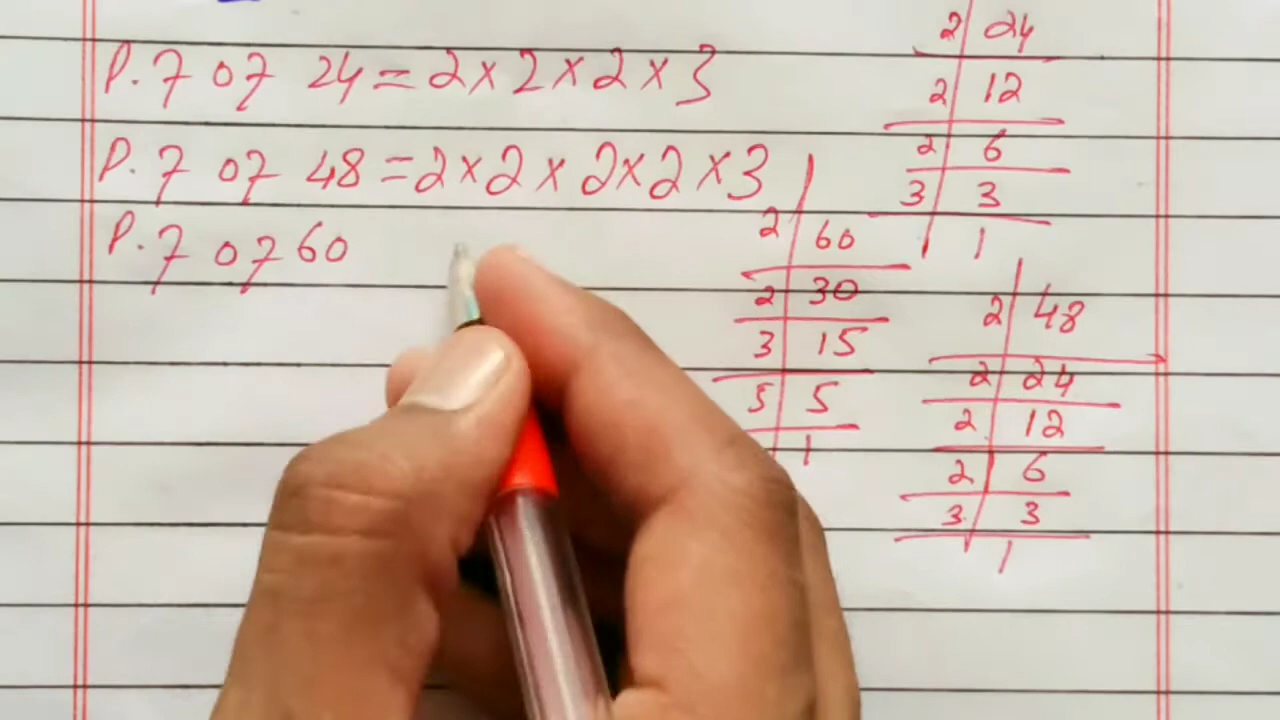 P.F OF 24 = 2 × 2 × 2 × 3
P.F OF 48 = 2 × 2 × 2 × 2 × 3
P.F OF 60
2 | 60
2 | 30
3 | 15
5 | 5
1
2 | 24
2 | 12
2 | 6
3 | 3
1
2 | 48
2 | 24
2 | 12
2 | 6
3 | 3
1